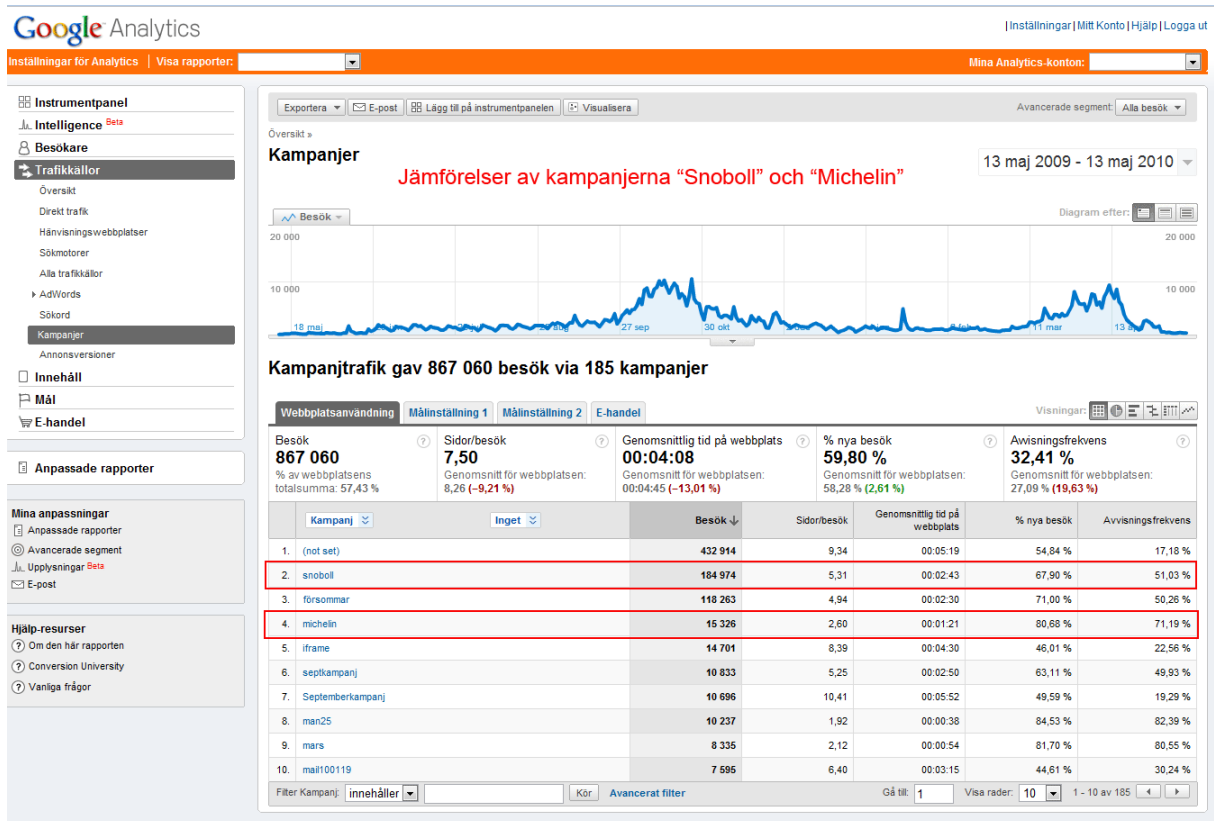 Google Analytics
|Inställningar|Mitt Konto|Hjälp|Logga ut
Inställningar för Analytics | Visa rapporter:
Mina Analytics-konton:
Instrumentpanel
Intelligence Beta
Besökare
Trafikkällor
Översikt
Direkt trafik
Hänvisningswebbplatser
Sökmotorer
Alla trafikkällor
AdWords
Sökord
Kampanjer
Annonsversioner
Innehåll
Mål
E-handel
Anpassade rapporter
Mina anpassningar
Anpassade rapporter
Avancerade segment
Upplysningar Beta
E-post
Hjälp-resurser
Om den här rapporten
Conversion University
Vanliga frågor
Exportera E-post Lägg till på instrumentpanelen Visualisera
Avancerade segment: Alla besök
Översikt »
Kampanjer
13 maj 2009 - 13 maj 2010
Jämförelser av kampanjerna “Snoboll” och “Michelin”
Besök
Diagram efter:
20 000 20 000
10 000 10 000
18 maj 27 sep 30 okt 11 mar
Kampanjtrafik gav 867 060 besök via 185 kampanjer
Webbplatsanvändning Målinställning 1 Målinställning 2 E-handel
Visningar:
Besök
867 060
% av webbplatsens
totalsumma: 57,43 %
Sidor/besök
7,50
Genomsnitt för webbplatsen:
8,26 (–9,21 %)
Genomsnittlig tid på webbplats
00:04:08
Genomsnitt för webbplatsen:
00:04:45 (–13,01 %)
% nya besök
59,80 %
Genomsnitt för webbplatsen:
58,28 % (2,61 %)
Avvisningsfrekvens
32,41 %
Genomsnitt för webbplatsen:
27,09 % (19,63 %)
Kampanj Inget Besök Sidor/besök Genomsnittlig tid på webbplats % nya besök Avvisningsfrekvens
1. (not set) 432 914 9,34 00:05:19 54,84 % 17,18 %
2. snoboll 184 974 5,31 00:02:43 67,90 % 51,03 %
3. försommar 118 263 4,94 00:02:30 71,00 % 50,26 %
4. michelin 15 326 2,60 00:01:21 80,68 % 71,19 %
5. iframe 14 701 8,39 00:04:30 46,01 % 22,56 %
6. septkampanj 10 833 5,25 00:02:50 63,11 % 49,93 %
7. Septemberkampanj 10 696 10,41 00:05:52 49,59 % 19,29 %
8. man25 10 237 1,92 00:00:38 84,53 % 82,39 %
9. mars 8 335 2,12 00:00:54 81,70 % 80,55 %
10. mail100119 7 595 6,40 00:03:15 44,61 % 30,24 %
Filter Kampanj: innehåller Kör Avancerat filter Gå till: 1 Visa rader: 10 1 - 10 av 185